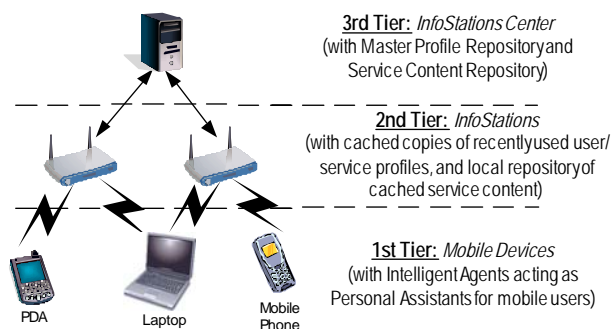 3rd Tier: InfoStations Center
(with Master Profile Repository and
Service Content Repository)
2nd Tier: InfoStations
(with cached copies of recently used user/
service profiles, and local repository of
cached service content)
1st Tier: Mobile Devices
(with Intelligent Agents acting as
Personal Assistants for mobile users)
PDA
Laptop
Mobile
Phone